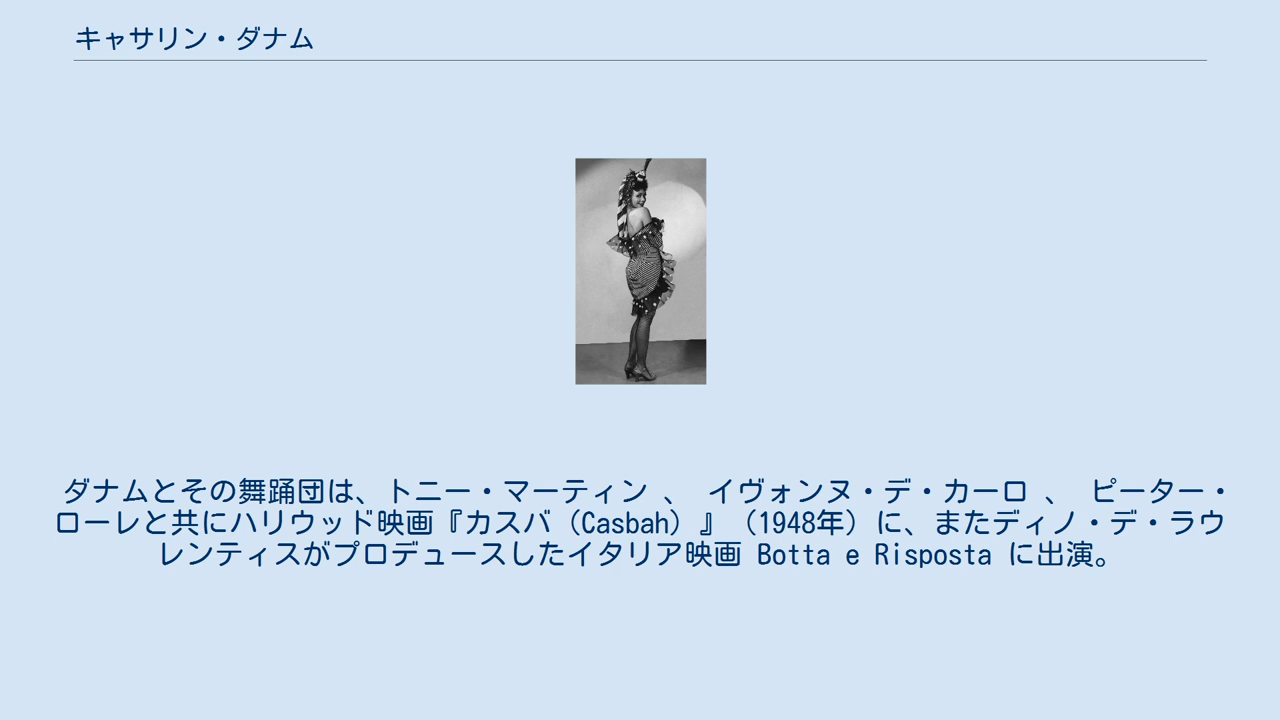 キャサリン・ダナム
ダナムとその舞踊団は、トニー・マーティン 、 イヴォンヌ・デ・カーロ 、 ピーター・
ローレと共にハリウッド映画『カスバ（Casbah）』（1948年）に、またディノ・デ・ラウ
レンティスがプロデュースしたイタリア映画 Botta e Risposta に出演。